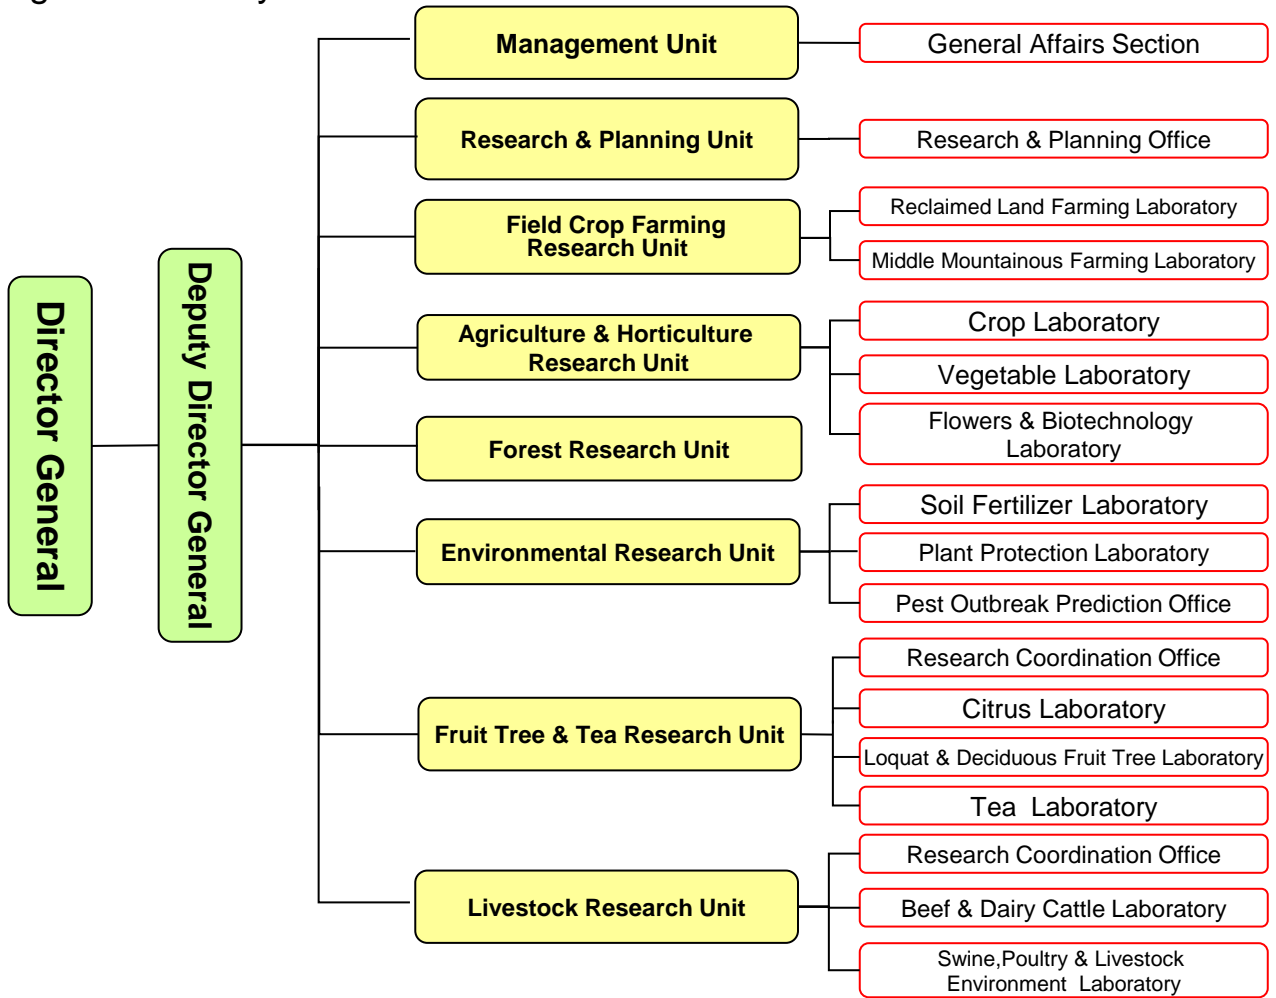 Director General
Deputy Director General
Management Unit
General Affairs Section
Research & Planning Unit
Research & Planning Office
Field Crop Farming
Research Unit
Reclaimed Land Farming Laboratory
Middle Mountainous Farming Laboratory
Agriculture & Horticulture
Research Unit
Crop Laboratory
Vegetable Laboratory
Flowers & Biotechnology
Laboratory
Forest Research Unit
Environmental Research Unit
Soil Fertilizer Laboratory
Plant Protection Laboratory
Pest Outbreak Prediction Office
Fruit Tree & Tea Research Unit
Research Coordination Office
Citrus Laboratory
Loquat & Deciduous Fruit Tree Laboratory
Tea Laboratory
Livestock Research Unit
Research Coordination Office
Beef & Dairy Cattle Laboratory
Swine,Poultry & Livestock
Environment Laboratory